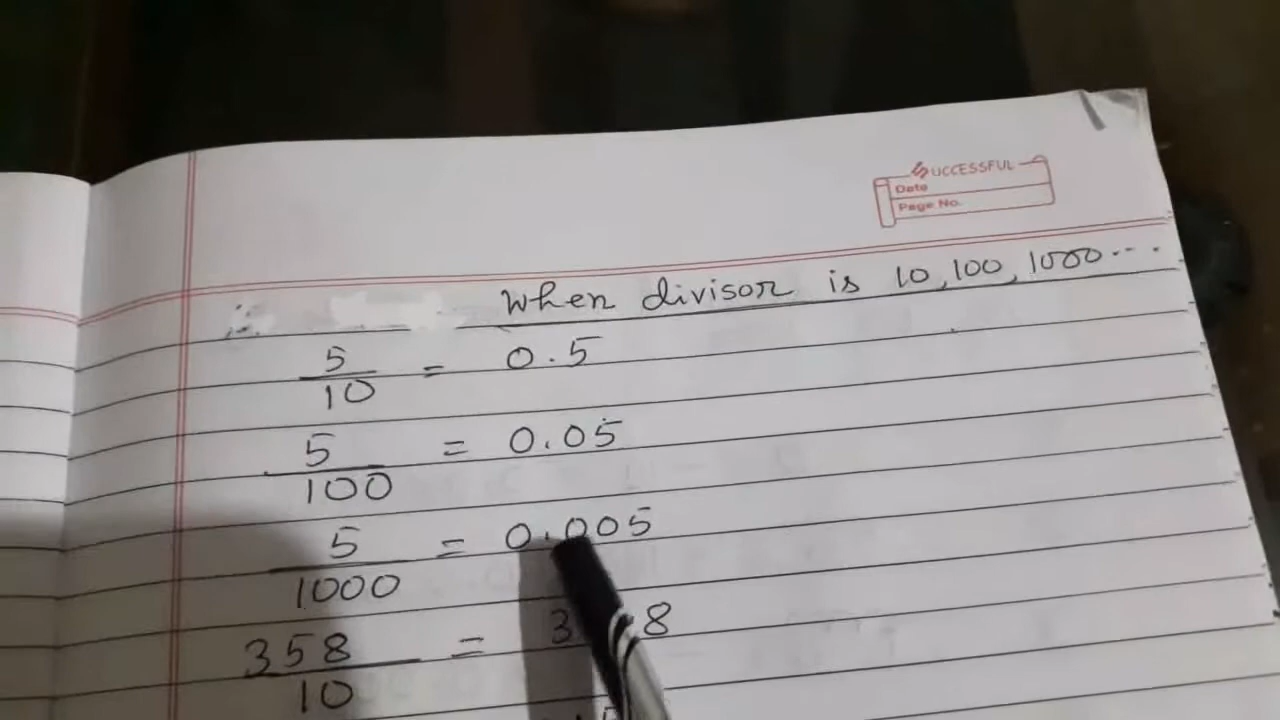 SUCCESSFUL
Date
Page No.
When divisor is 10, 100, 1000...
5/10 = 0.5
5/100 = 0.05
5/1000 = 0.005
358/10 =